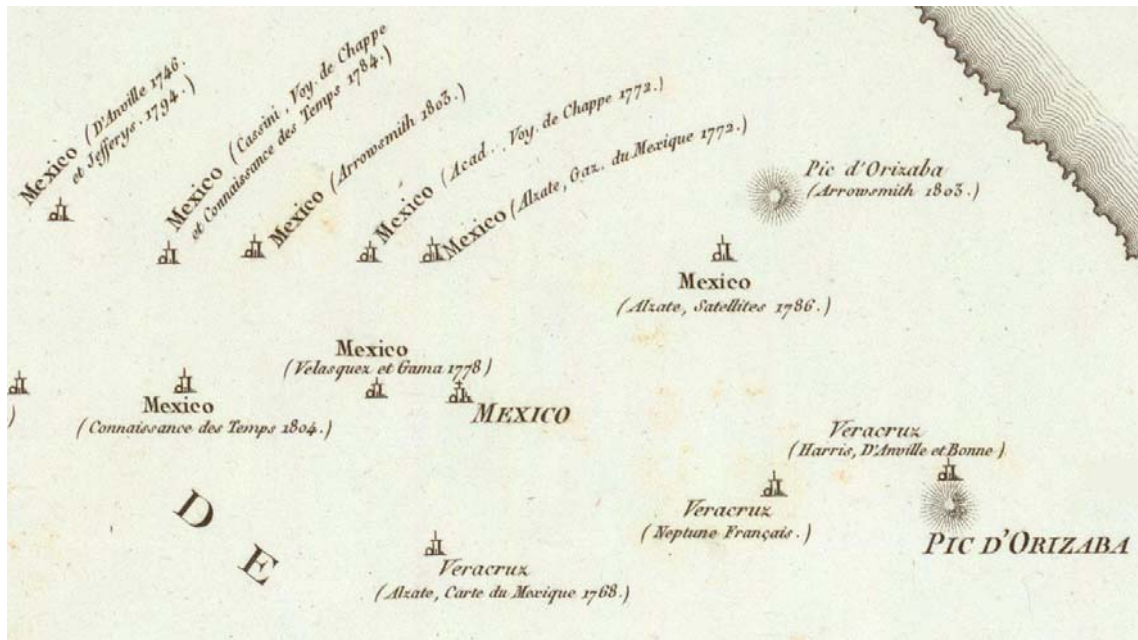 Mexico (D'Anville 1746.
et Jefferys. 1794.)
Mexico (Cassini, Voy. de Chappe
et Connaissance des Temps 1784.)
Mexico (Arrowsmith 1803.)
Mexico (Acad.. Voy. de Chappe 1772.)
Mexico (Alzate, Gaz. du Mexique 1772.)
Pic d'Orizaba
(Arrowsmith 1803.)
Mexico
(Alzate, Satellites 1786.)
)
Mexico
(Connaissance des Temps 1804.)
Mexico
(Velasquez et Gama 1778)
MEXICO
Veracruz
(Harris, D'Anville et Bonne)
Veracruz
(Neptune Français.)
PIC D'ORIZABA
DE
Veracruz
(Alzate, Carte du Mexique 1768.)